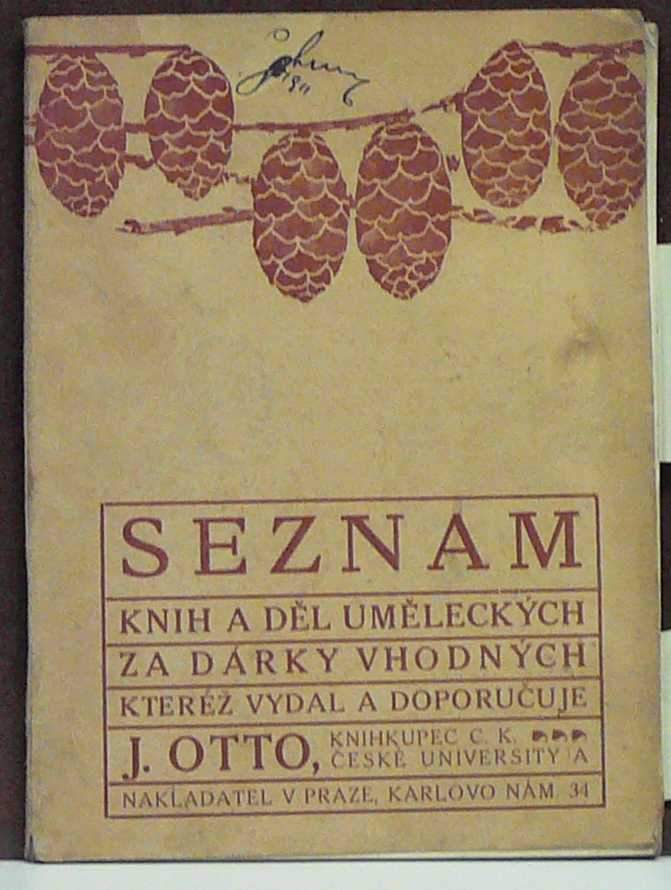 1911
SEZNAM
KNIH A DĚL UMĚLECKÝCH
ZA DÁRKY VHODNÝCH
KTERÉŽ VYDAL A DOPORUČUJE
J. OTTO, KNIHKUPEC C. K.
ČESKÉ UNIVERSITY A
NAKLADATEL V PRAZE, KARLOVO NÁM. 34